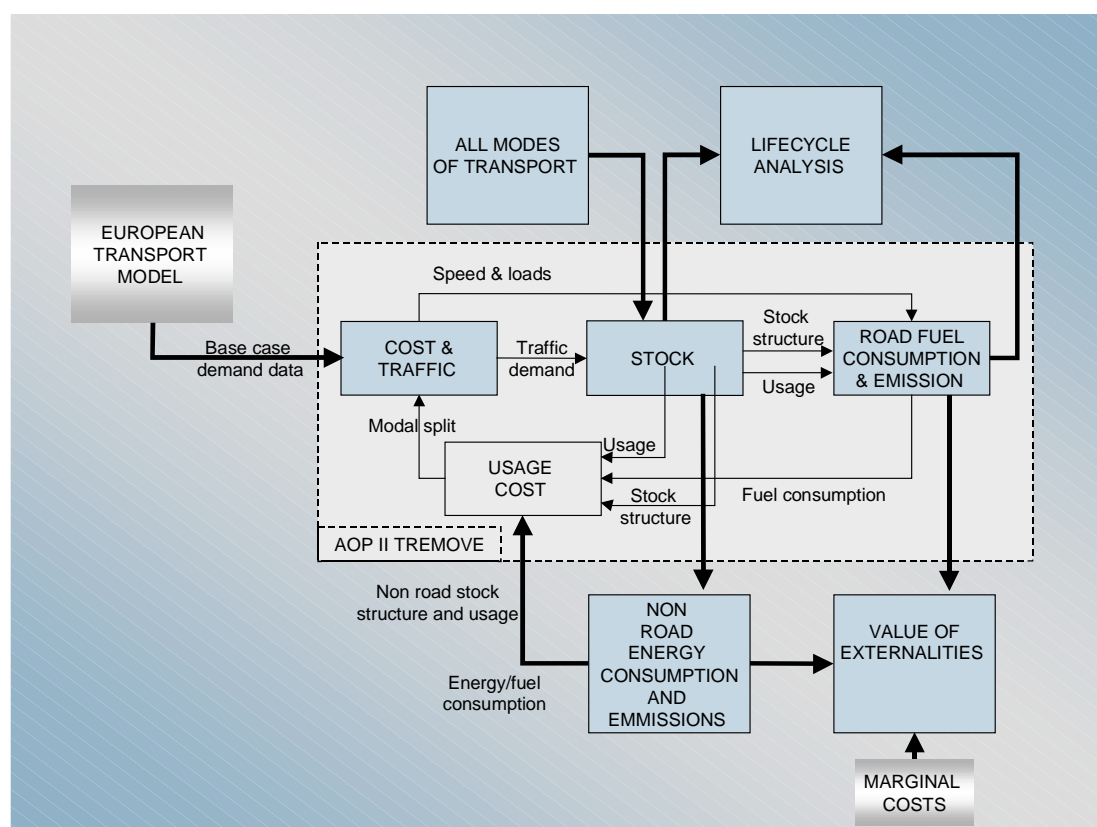 ALL MODES
OF TRANSPORT
LIFECYCLE
ANALYSIS
EUROPEAN
TRANSPORT
MODEL
Speed & loads
Base case
demand data
COST &
TRAFFIC
Traffic
demand
STOCK
Stock
structure
Usage
ROAD FUEL
CONSUMPTION
& EMISSION
Modal split
USAGE
COST
Usage
Stock
structure
Fuel consumption
AOP II TREMOVE
Non road stock
structure and usage
Energy/fuel
consumption
NON
ROAD
ENERGY
CONSUMPTION
AND
EMMISSIONS
VALUE OF
EXTERNALITIES
MARGINAL
COSTS